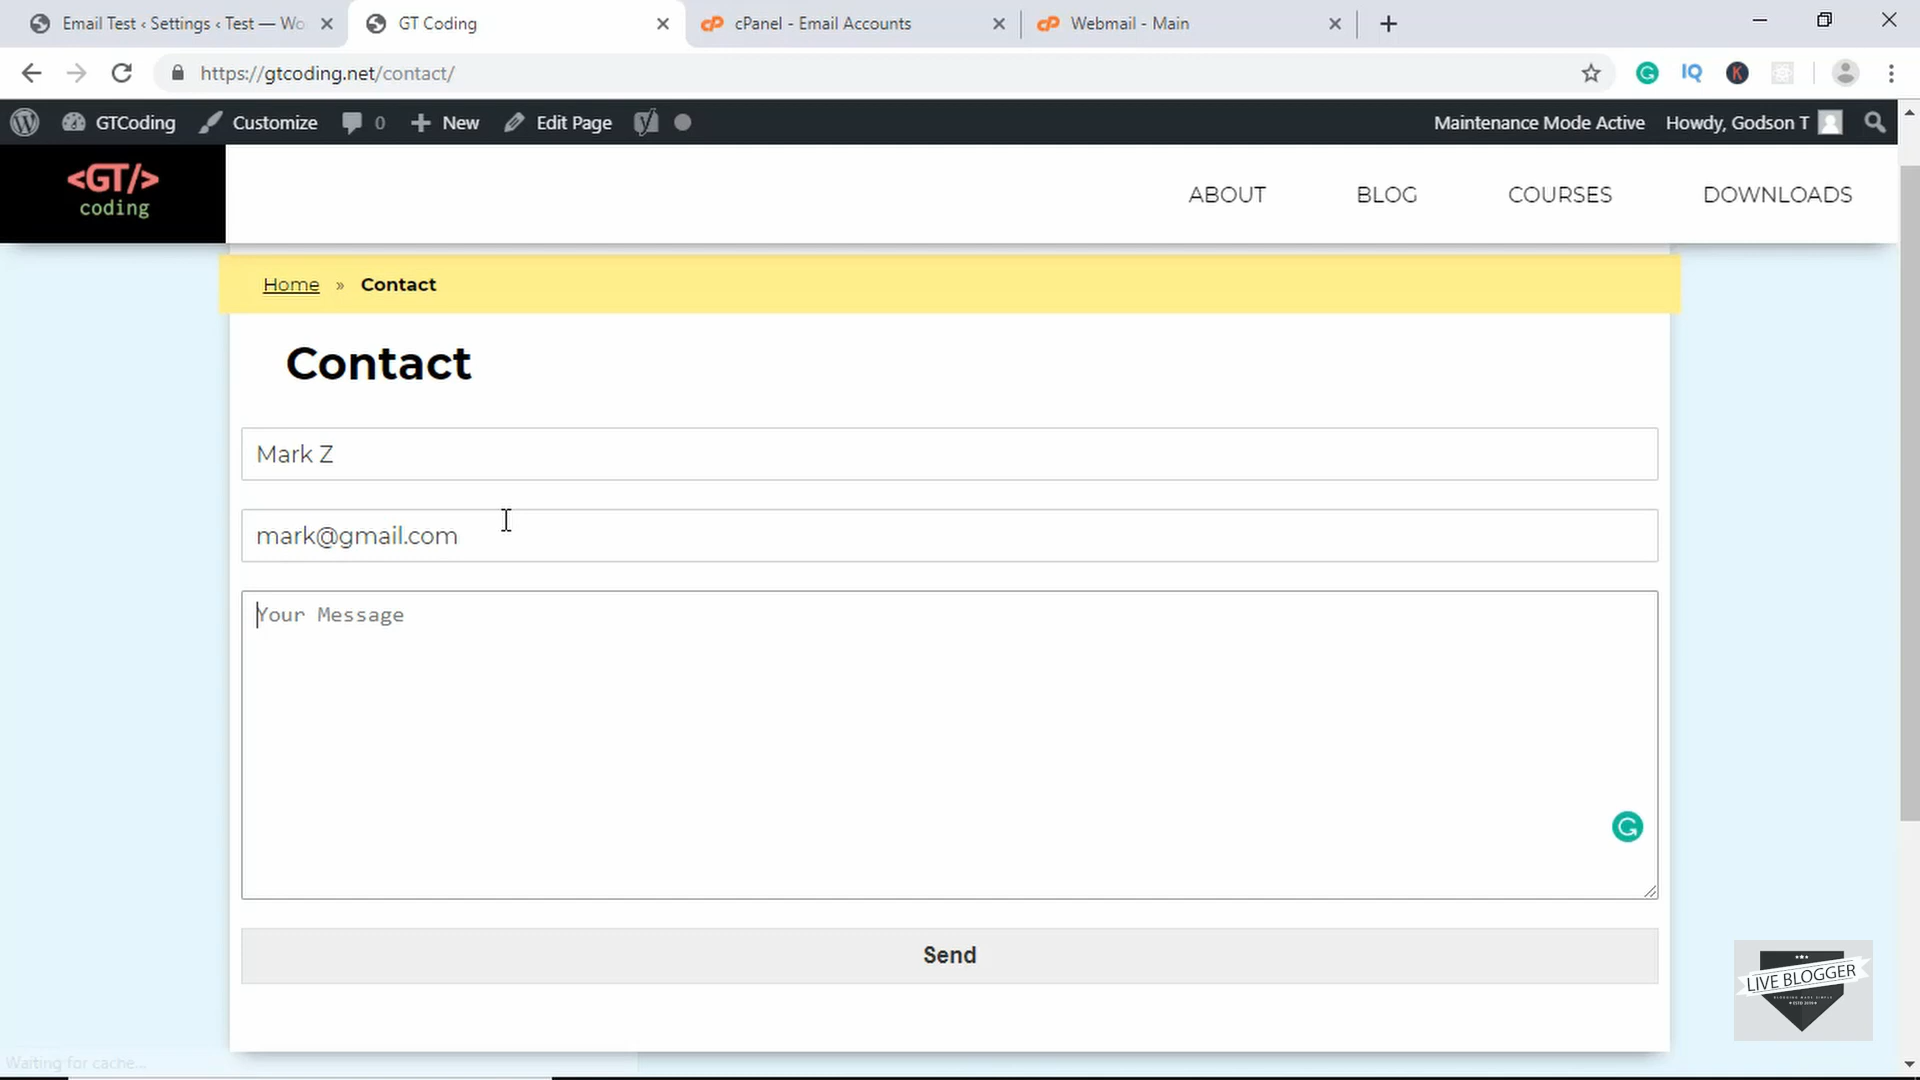 Email Test ‹ Settings ‹ Test — Wo
GT Coding
cPanel - Email Accounts
Webmail - Main
https://gtcoding.net/contact/
GTCoding
Customize
0
New
Edit Page
Maintenance Mode Active
Howdy, Godson T
<GT/>
coding
ABOUT
BLOG
COURSES
DOWNLOADS
Home » Contact
Contact
Mark Z
mark@gmail.com
Your Message
Send
LIVE BLOGGER
Waiting for cache...